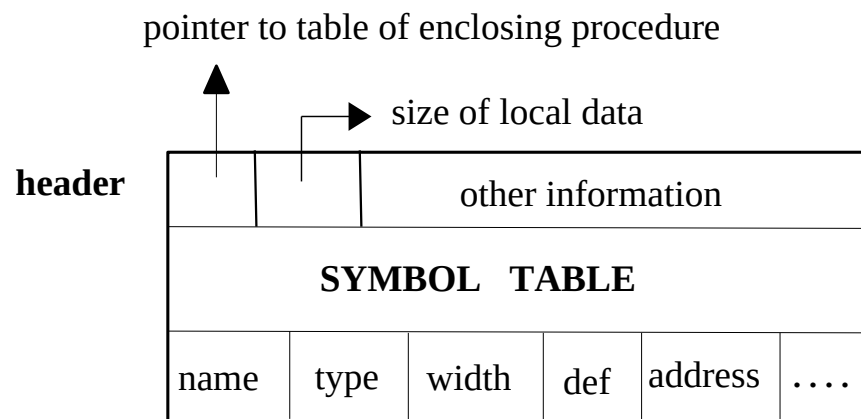 pointer to table of enclosing procedure
size of local data
header
other information
SYMBOL TABLE
name type width def address ....